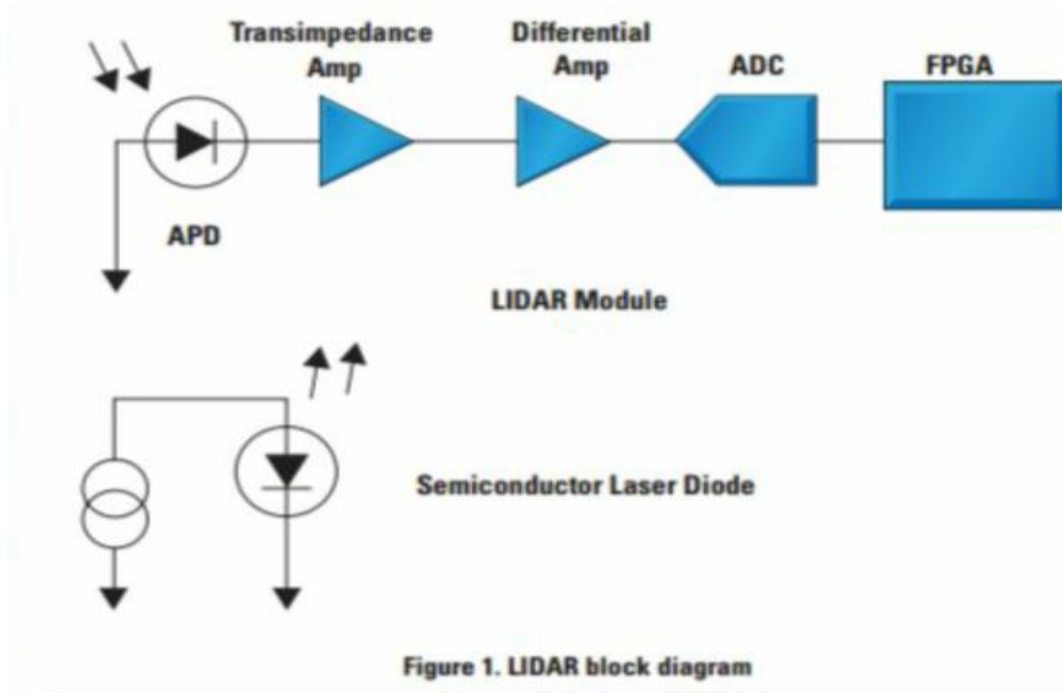 Transimpedance
Amp
Differential
Amp
ADC
FPGA
APD
LIDAR Module
Semiconductor Laser Diode
Figure 1. LIDAR block diagram